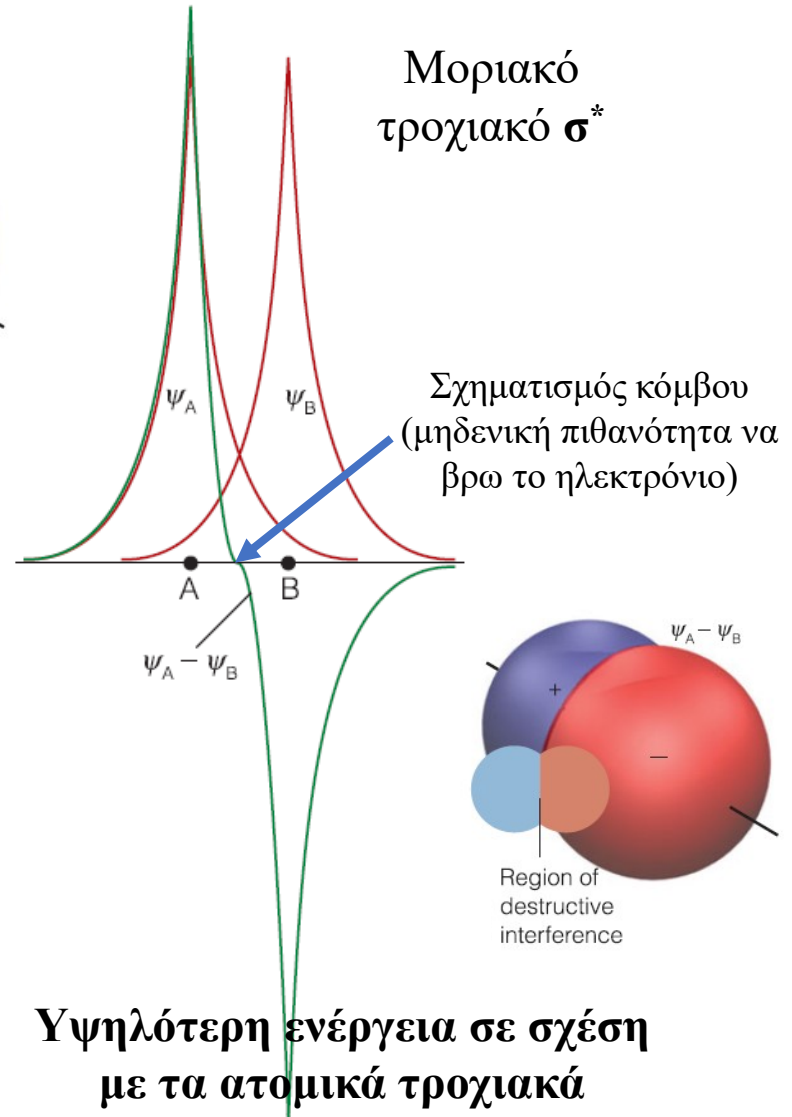 Μοριακό
τροχιακό σ*
ψA
ψB
Σχηματισμός κόμβου
(μηδενική πιθανότητα να
βρω το ηλεκτρόνιο)
A
B
ψA – ψB
ψA – ψB
+
–
Region of
destructive
interference
Υψηλότερη ενέργεια σε σχέση
με τα ατομικά τροχιακά